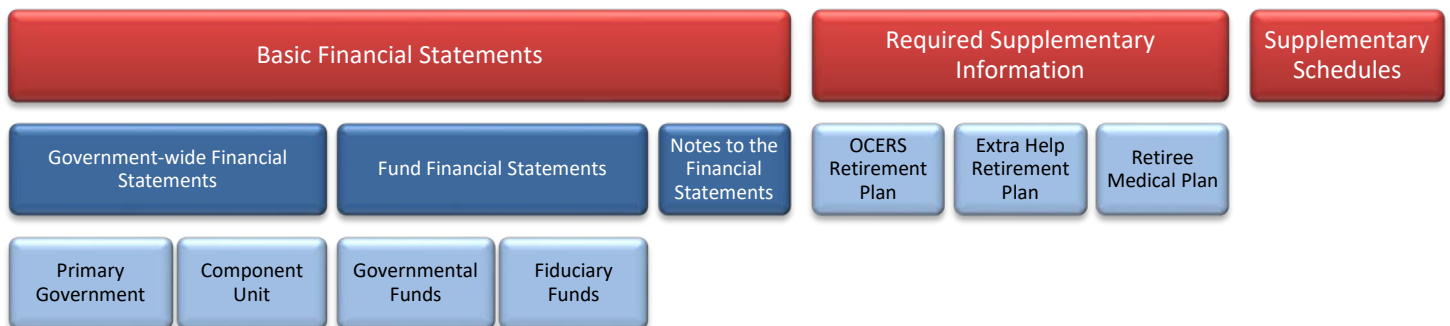 Basic Financial Statements
Required Supplementary
Information
Supplementary
Schedules
Government-wide Financial
Statements
Fund Financial Statements
Notes to the
Financial
Statements
OCERS
Retirement
Plan
Extra Help
Retirement
Plan
Retiree
Medical Plan
Primary
Government
Component
Unit
Governmental
Funds
Fiduciary
Funds